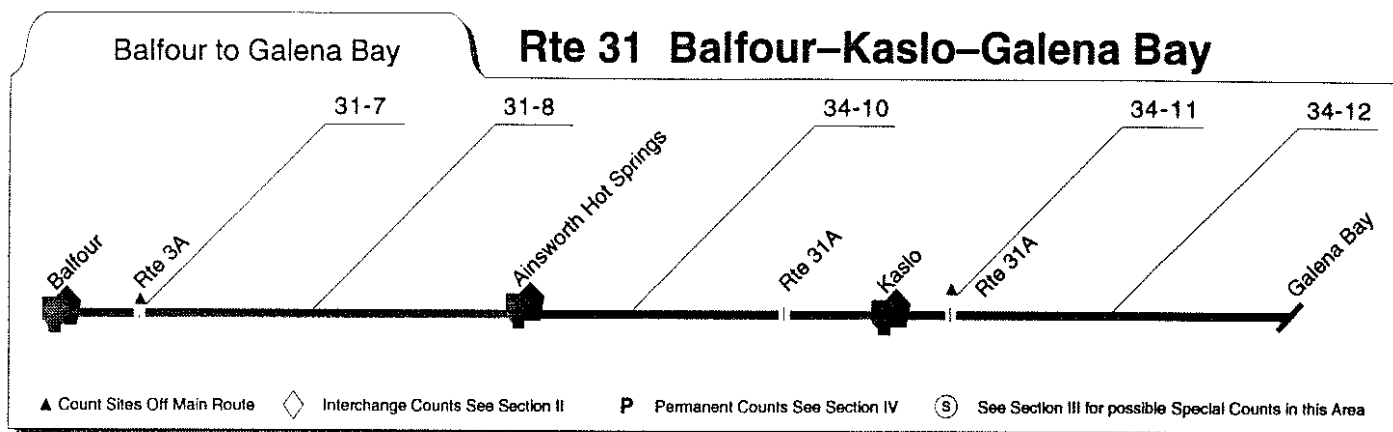 Balfour to Galena Bay
Rte 31 Balfour–Kaslo–Galena Bay
31-7
31-8
34-10
34-11
34-12
Balfour
Rte 3A
Ainsworth Hot Springs
Rte 31A
Kaslo
Rte 31A
Galena Bay
▲ Count Sites Off Main Route
Interchange Counts See Section II
P Permanent Counts See Section IV
S See Section III for possible Special Counts in this Area